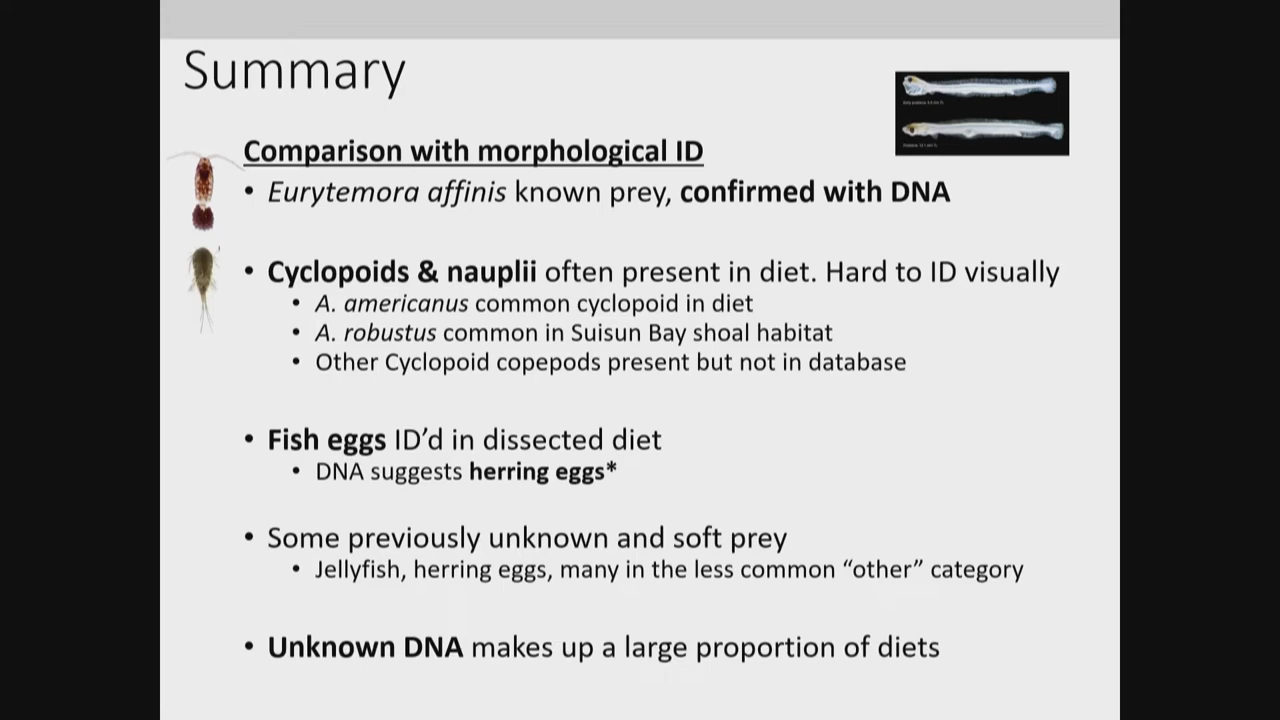 Summary
Comparison with morphological ID
• Eurytemora affinis known prey, confirmed with DNA
• Cyclopoids & nauplii often present in diet. Hard to ID visually
• A. americanus common cyclopoid in diet
• A. robustus common in Suisun Bay shoal habitat
• Other Cyclopoid copepods present but not in database
• Fish eggs ID’d in dissected diet
• DNA suggests herring eggs*
• Some previously unknown and soft prey
• Jellyfish, herring eggs, many in the less common “other” category
• Unknown DNA makes up a large proportion of diets